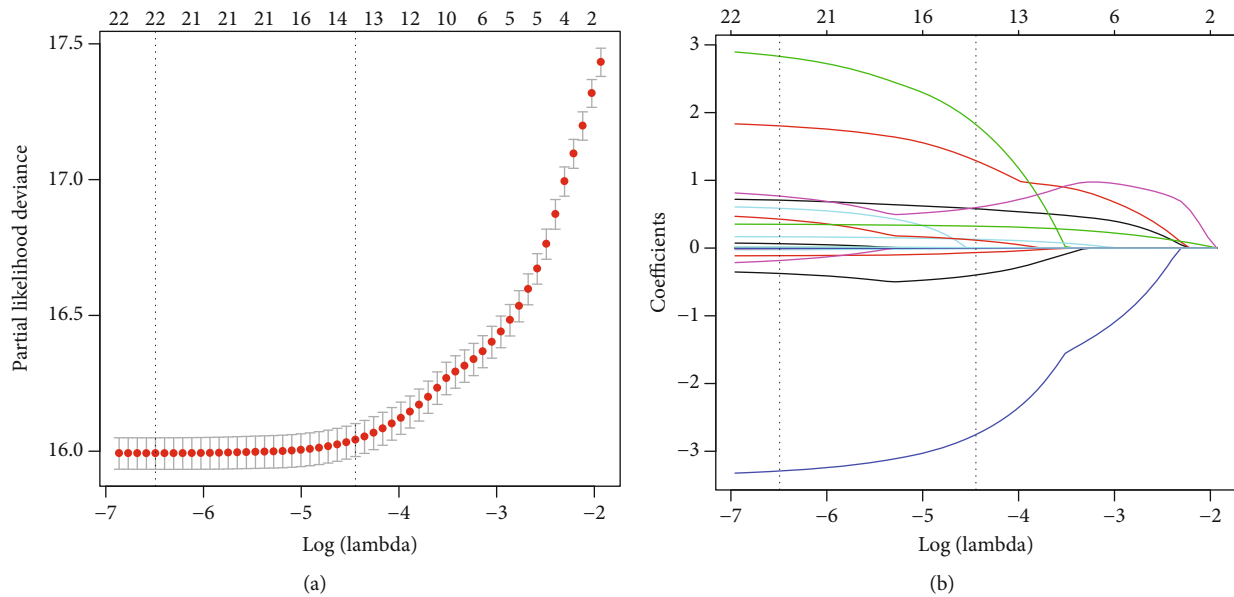 22 22 21 21 21 16 14 13 12 10 6 5 5 4 2
17.5
17.0
16.5
16.0
Partial likelihood deviance
−7 −6 −5 −4 −3 −2
Log (lambda)
(a)
22 21 16 13 6 2
3
2
1
0
−1
−2
−3
Coefficients
−7 −6 −5 −4 −3 −2
Log (lambda)
(b)